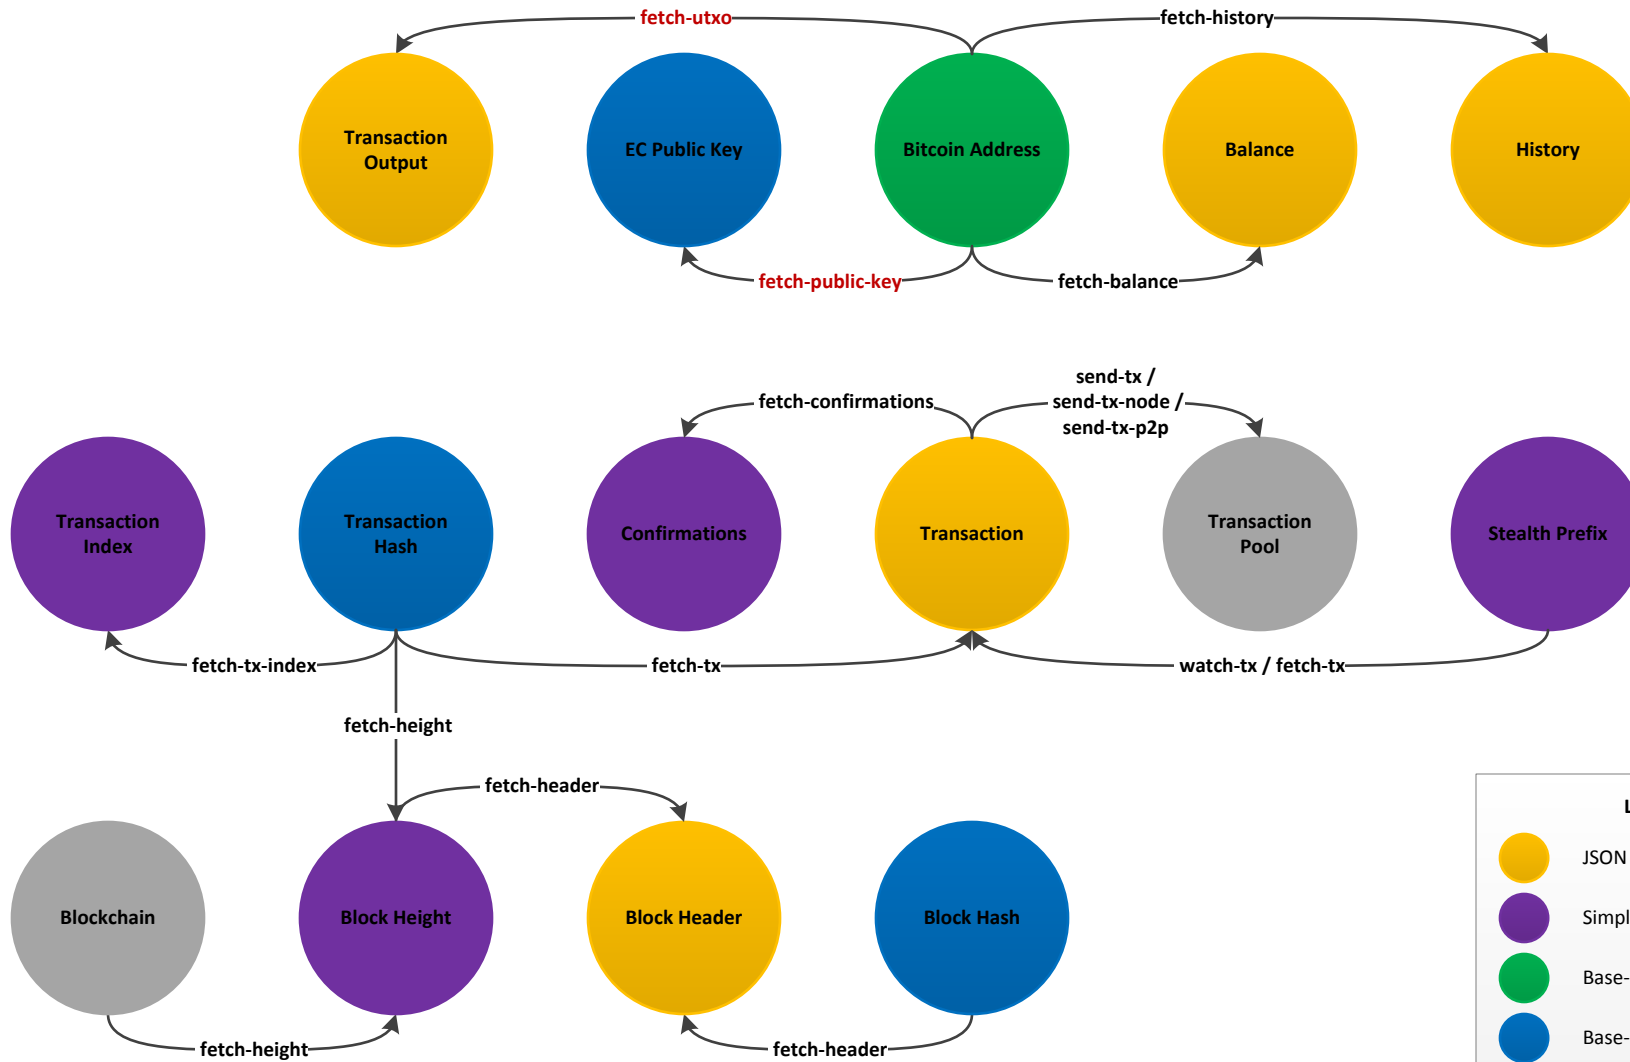 fetch-utxo
fetch-history
Transaction
Output
EC Public Key
Bitcoin Address
Balance
History
fetch-public-key
fetch-balance
send-tx /
fetch-confirmations
send-tx-node /
send-tx-p2p
Transaction
Index
Transaction
Hash
Confirmations
Transaction
Transaction
Pool
Stealth Prefix
fetch-tx-index
fetch-tx
watch-tx / fetch-tx
fetch-height
fetch-header
Blockchain
Block Height
Block Header
Block Hash
fetch-height
fetch-header
JSON
Base-
Base-